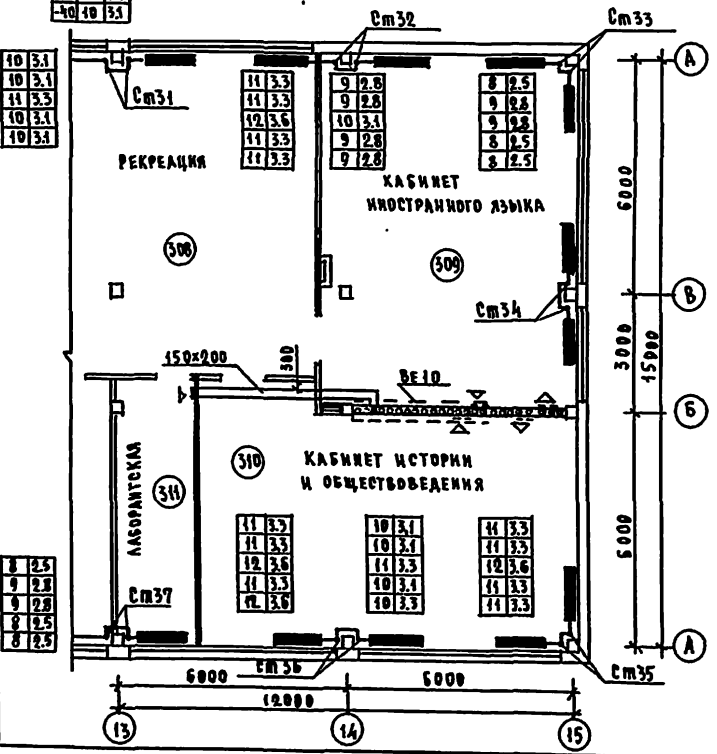 -40 10 3.1
Ст32
Ст33
А
10 3.1
10 3.1
11 3.3
10 3.1
10 3.1
Ст31
11 3.3
11 3.3
12 3.6
11 3.3
11 3.3
9 2.8
9 2.8
10 3.1
9 2.8
9 2.8
8 2.5
9 2.8
9 2.8
8 2.5
8 2.5
РЕКРЕАЦИЯ
КАБИНЕТ
ИНОСТРАННОГО ЯЗЫКА
6000
308
309
Ст34
В
3000
15000
150х200
300
ВЕ10
Б
310
КАБИНЕТ ИСТОРИИ
И ОБЩЕСТВОВЕДЕНИЯ
ЛАБОРАНТСКАЯ
311
11 3.3
11 3.3
12 3.6
11 3.3
12 3.6
10 3,1
10 3.1
11 3.3
10 3.1
10 3.3
11 3.3
11 3.3
12 3.6
11 3.3
11 3.3
6000
8 2.5
9 2.8
9 2.8
8 2.5
8 2.5
Ст37
Ст36
Ст35
А
6000
6000
12000
13
14
15